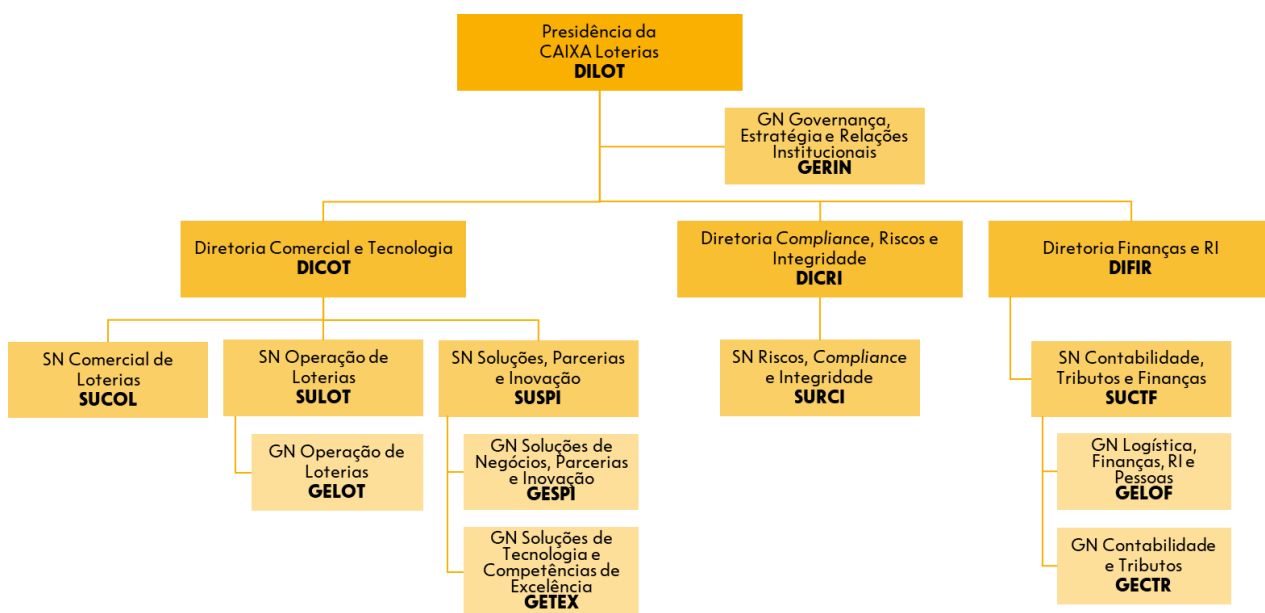 Presidência da
CAIXA Loterias
DILOT
GN Governança,
Estratégia e Relações
Institucionais
GERIN
Diretoria Comercial e Tecnologia
DICOT
Diretoria Compliance, Riscos e
Integridade
DICRI
Diretoria Finanças e RI
DIFIR
SN Comercial de
Loterias
SUCOL
SN Operação de
Loterias
SULOT
SN Soluções, Parcerias
e Inovação
SUSPI
SN Riscos, Compliance
e Integridade
SURCI
SN Contabilidade,
Tributos e Finanças
SUCTF
GN Operação de
Loterias
GELOT
GN Soluções de
Negócios, Parcerias
e Inovação
GESPI
GN Logística,
Finanças, RI e
Pessoas
GELOF
GN Soluções de
Tecnologia e
Competências de
Excelência
GETEX
GN Contabilidade
e Tributos
GECTR